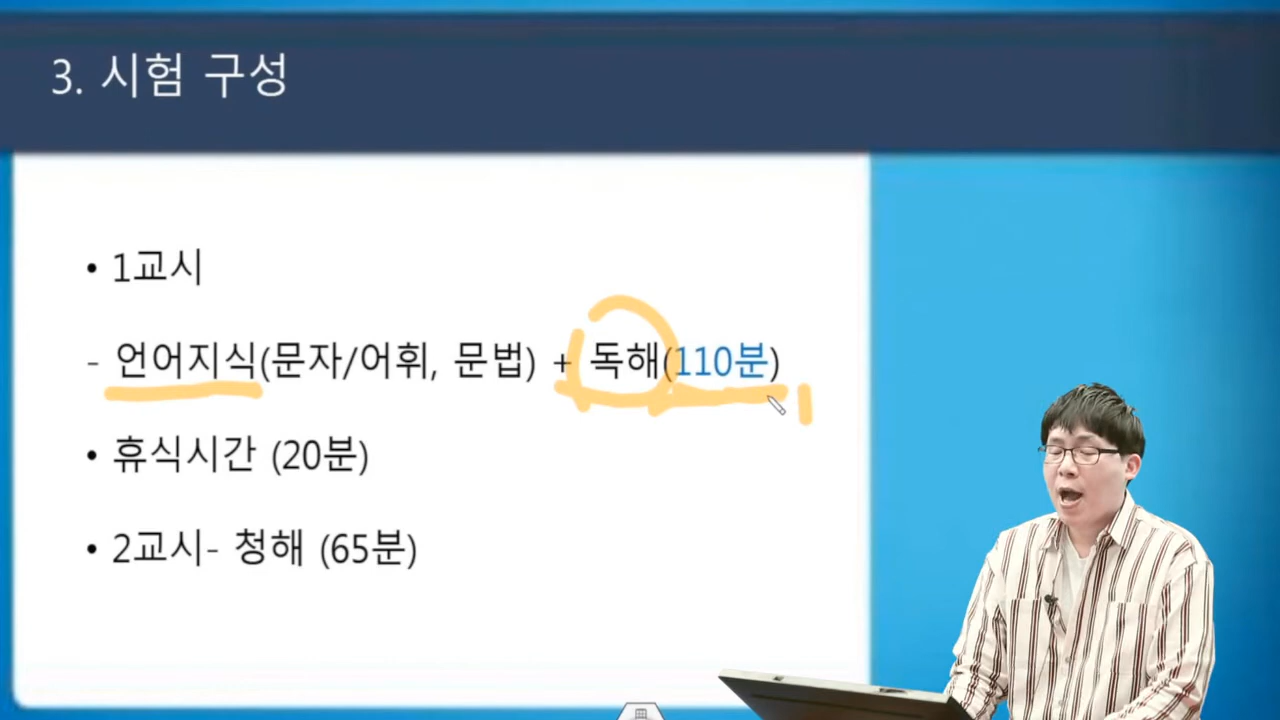 3. 시험 구성
• 1교시
- 언어지식(문자/어휘, 문법) + 독해(110분)
• 휴식시간 (20분)
• 2교시- 청해 (65분)